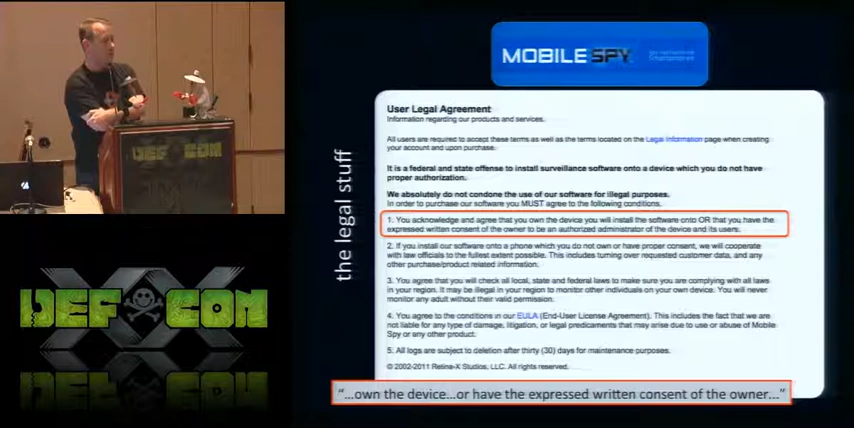 MOBILE SPY
User Legal Agreement
Information regarding our products and services.
All users are required to accept these terms as well as the terms located on the Legal Information page when creating
your account and upon purchase.
It is a federal and state offense to install surveillance software onto a device which you do not have
proper authorization.
We absolutely do not condone the use of our software for illegal purposes.
In order to purchase our software you MUST agree to the following conditions.
1. You acknowledge and agree that you own the device you will install the software onto OR that you have the
expressed written consent of the owner to be an authorized administrator of the device and its users.
2. If you install our software onto a phone which you do not own or have proper consent, we will cooperate
with law officials to the fullest extent possible. This includes turning over requested customer data, and any
other purchase/product related information.
3. You agree that you will check all local, state and federal laws to make sure you are complying with all laws
in your region. It may be illegal in your region to monitor other individuals on your own device. You will never
monitor any adult without their valid permission.
4. You agree to the conditions in our EULA (End-User License Agreement). This includes the fact that we are
not liable for any type of damage, litigation, or legal predicaments that may arise due to use or abuse of Mobile
Spy or any other product.
5. All logs are subject to deletion after thirty (30) days for maintenance purposes.
© 2002-2011 Retina-X Studios, LLC. All rights reserved.
the legal stuff
"...own the device...or have the expressed written consent of the owner..."
DEF CON
DEF CON
DEF CON